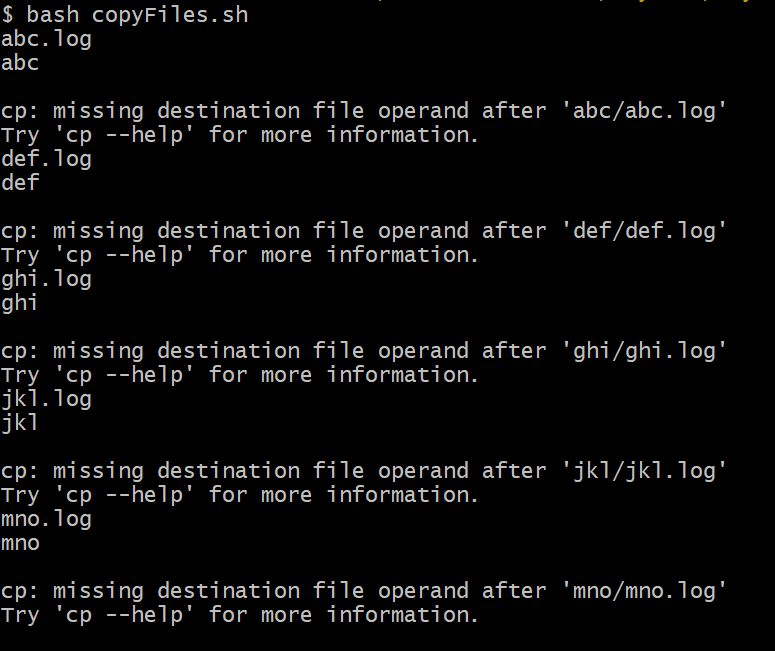 $ bash copyFiles.sh
abc.log
abc
cp: missing destination file operand after 'abc/abc.log'
Try 'cp --help' for more information.
def.log
def
cp: missing destination file operand after 'def/def.log'
Try 'cp --help' for more information.
ghi.log
ghi
cp: missing destination file operand after 'ghi/ghi.log'
Try 'cp --help' for more information.
jkl.log
jkl
cp: missing destination file operand after 'jkl/jkl.log'
Try 'cp --help' for more information.
mno.log
mno
cp: missing destination file operand after 'mno/mno.log'
Try 'cp --help' for more information.